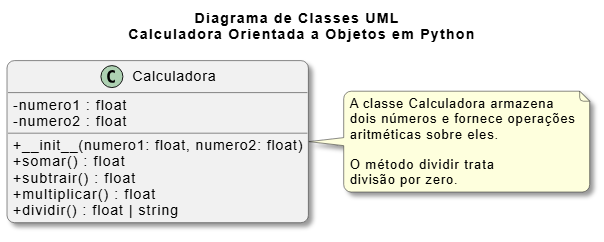 Diagrama de Classes UML
Calculadora Orientada a Objetos em Python
C Calculadora
-numero1 : float
-numero2 : float
+__init__(numero1: float, numero2: float)
+somar() : float
+subtrair() : float
+multiplicar() : float
+dividir() : float | string
A classe Calculadora armazena
dois números e fornece operações
aritméticas sobre eles.
O método dividir trata
divisão por zero.